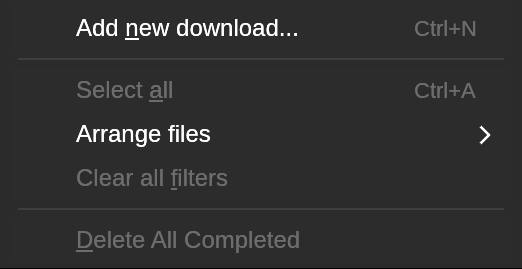 Add new download... Ctrl+N
Select all Ctrl+A
Arrange files
Clear all filters
Delete All Completed